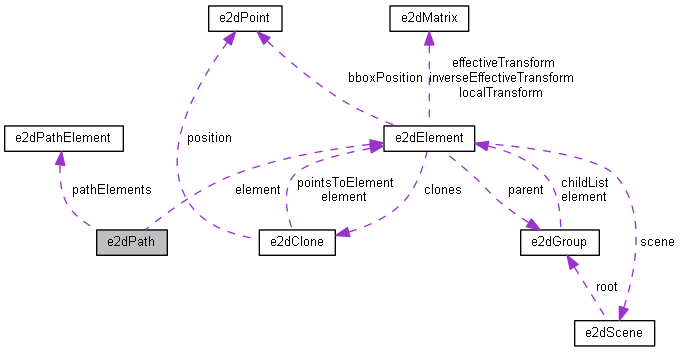 e2dPoint
e2dMatrix
effectiveTransform
bboxPosition
inverseEffectiveTransform
localTransform
e2dPathElement
position
e2dElement
pathElements
element
pointsToElement
element
clones
parent
childList
element
e2dPath
e2dClone
e2dGroup
scene
root
e2dScene